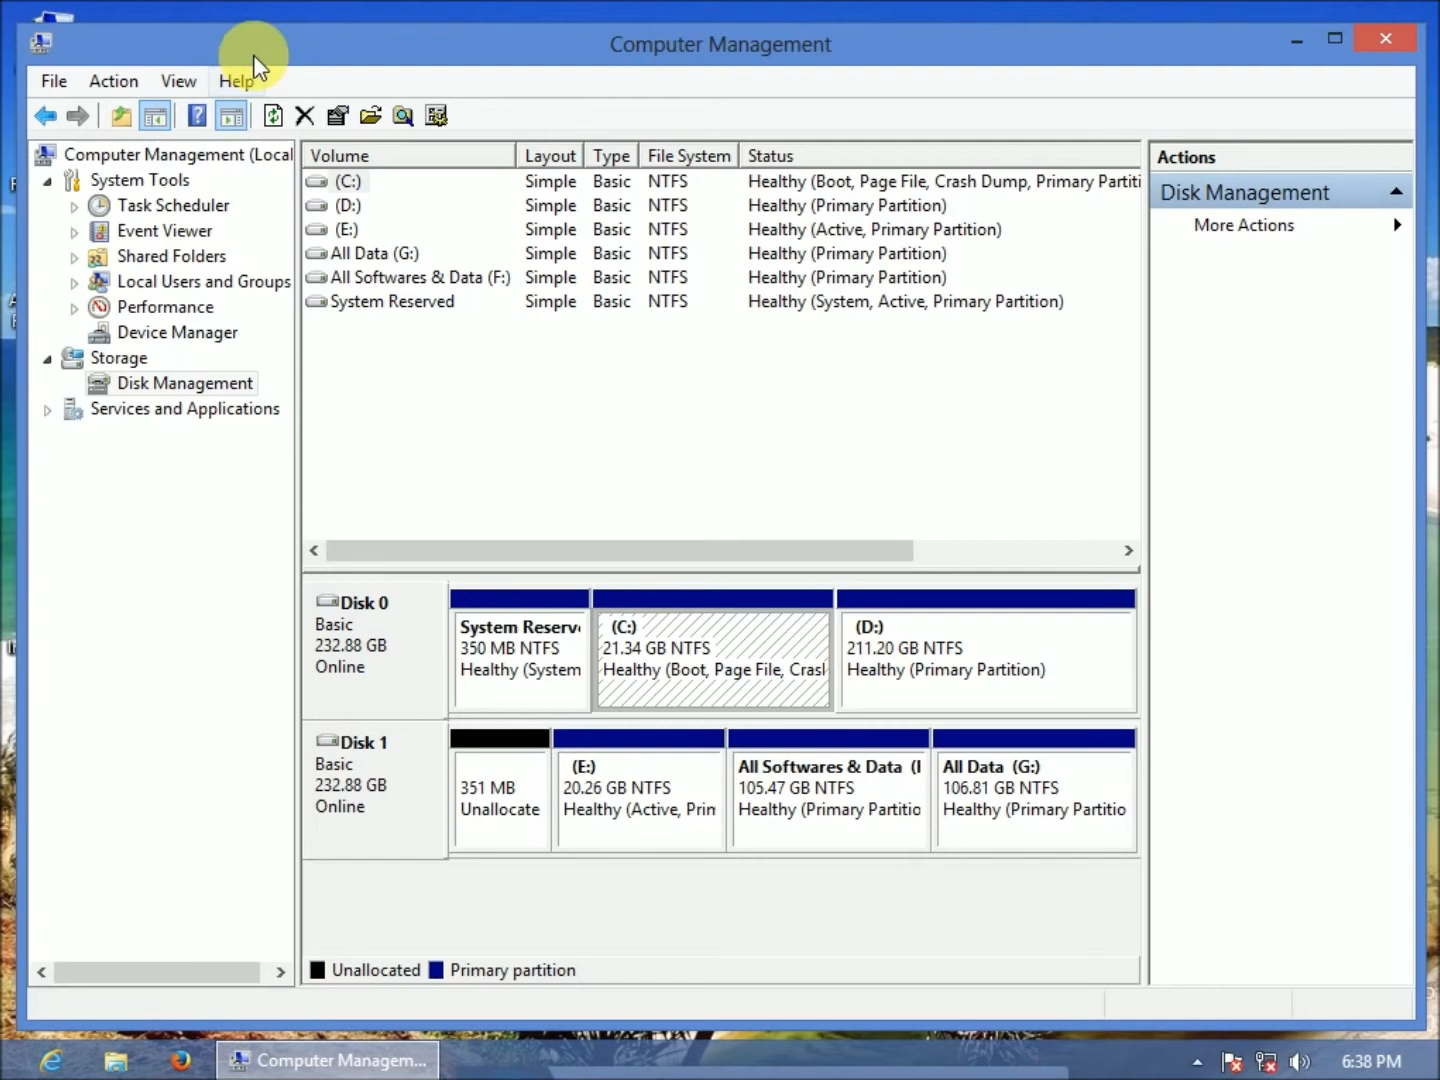 Computer Management
File Action View Help
Computer Management (Local
System Tools
Task Scheduler
Event Viewer
Shared Folders
Local Users and Groups
Performance
Device Manager
Storage
Disk Management
Services and Applications
Volume Layout Type File System Status
(C:) Simple Basic NTFS Healthy (Boot, Page File, Crash Dump, Primary Partiti
(D:) Simple Basic NTFS Healthy (Primary Partition)
(E:) Simple Basic NTFS Healthy (Active, Primary Partition)
All Data (G:) Simple Basic NTFS Healthy (Primary Partition)
All Softwares & Data (F:) Simple Basic NTFS Healthy (Primary Partition)
System Reserved Simple Basic NTFS Healthy (System, Active, Primary Partition)
Actions
Disk Management
More Actions
Disk 0
Basic
232.88 GB
Online
System Reserv
350 MB NTFS
Healthy (System
(C:)
21.34 GB NTFS
Healthy (Boot, Page File, Crash
(D:)
211.20 GB NTFS
Healthy (Primary Partition)
Disk 1
Basic
232.88 GB
Online
351 MB
Unallocate
(E:)
20.26 GB NTFS
Healthy (Active, Prin
All Softwares & Data (
105.47 GB NTFS
Healthy (Primary Partitio
All Data (G:)
106.81 GB NTFS
Healthy (Primary Partitio
Unallocated Primary partition
Computer Managem...
6:38 PM